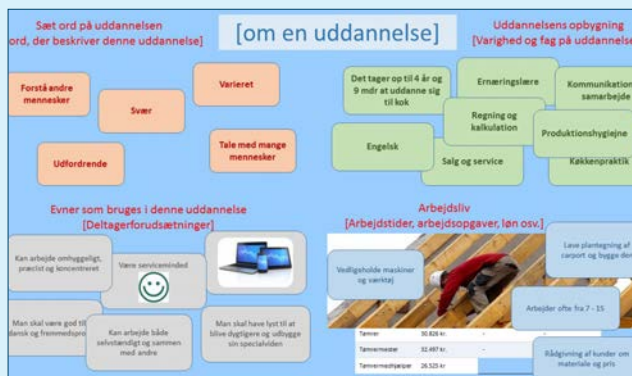 Sæt ord på uddannelsen
ord, der beskriver denne uddannelse]
[om en uddannelse]
Uddannelsens opbygning
[Varighed og fag på uddannelse
Forstå andre
mennesker
Svær
Varieret
Udfordrende
Tale med mange
mennesker
Det tager op til 4 år og
9 mdr at uddanne sig
til kok
Ernæringslære
Kommunikation
samarbejde
Regning og
kalkulation
Produktionshygiejne
Engelsk
Salg og service
Køkkenpraktik
Evner som bruges i denne uddannelse
[Deltagerforudsætninger]
Kan arbejde omhyggeligt,
præcist og koncentreret
Være serviceminded
Man skal være god til
dansk og fremmedspro
Kan arbejde både
selvstændigt og sammen
med andre
Man skal have lyst til at
blive dygtigere og udbygge
sin specialviden
Arbejdsliv
[Arbejdstider, arbejdsopgaver, løn osv.]
Vedligeholde maskiner
og værktøj
Lave plantegning af
carport og bygge den
Arbejder ofte fra 7 - 15
Tømrer 30.826 kr. -
Tømrermester 32.497 kr. - -
Tømrermedhjælper 26.525 kr
Rådgivning af kunder om
materiale og pris